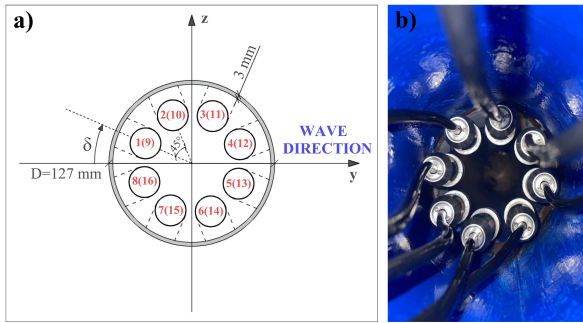 a)
z
3 mm
2(10)
3(11)
1(9)
4(12)
45°
δ
WAVE
DIRECTION
D=127 mm
y
8(16)
5(13)
7(15)
6(14)
b)